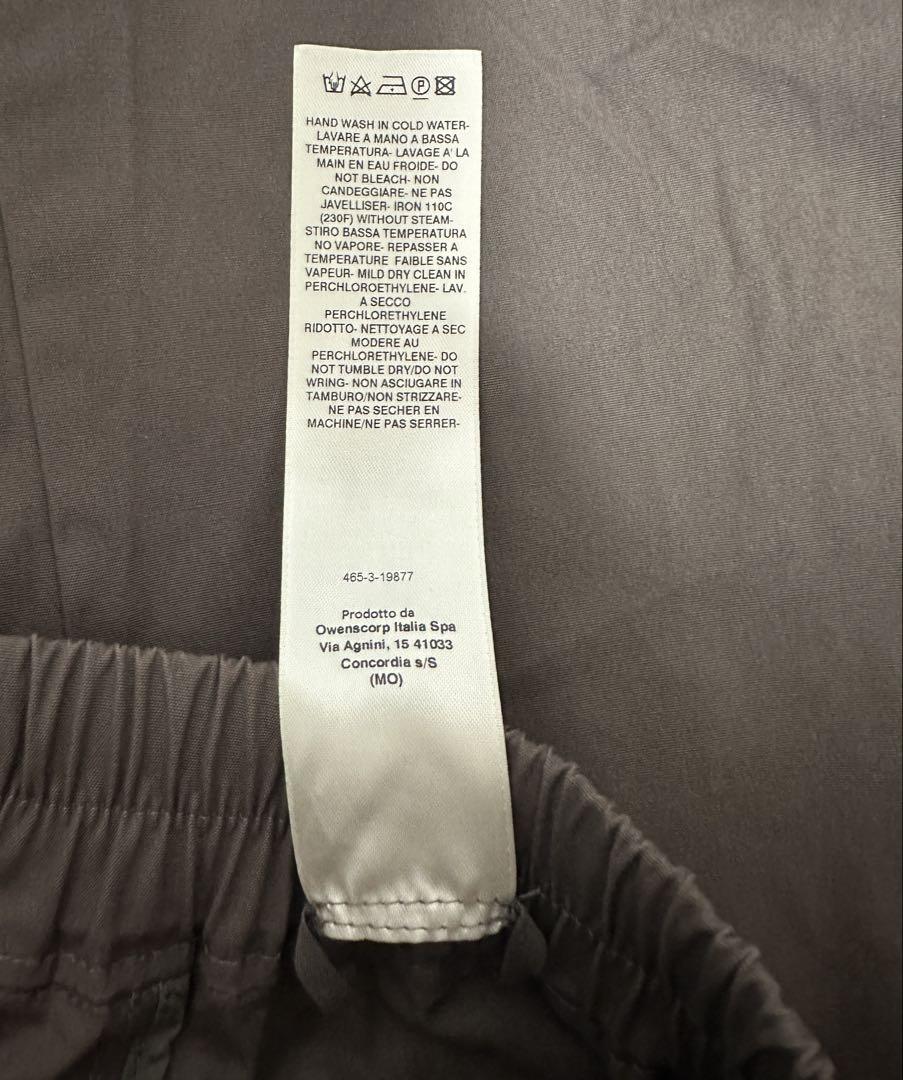 HAND WASH IN COLD WATER-
LAVARE A MANO A BASSA
TEMPERATURA- LAVAGE A' LA
MAIN EN EAU FROIDE- DO
NOT BLEACH- NON
CANDEGGIARE- NE PAS
JAVELLISER- IRON 110C
(230F) WITHOUT STEAM-
STIRO BASSA TEMPERATURA
NO VAPORE- REPASSER A
TEMPERATURE FAIBLE SANS
VAPEUR- MILD DRY CLEAN IN
PERCHLOROETHYLENE- LAV.
A SECCO
PERCHLORETHYLENE
RIDOTTO- NETTOYAGE A SEC
MODERE AU
PERCHLORETHYLENE- DO
NOT TUMBLE DRY/DO NOT
WRING- NON ASCIUGARE IN
TAMBURO/NON STRIZZARE-
NE PAS SECHER EN
MACHINE/NE PAS SERRER-
465-3-19877
Prodotto da
Owenscorp Italia Spa
Via Agnini, 15 41033
Concordia s/S
(MO)